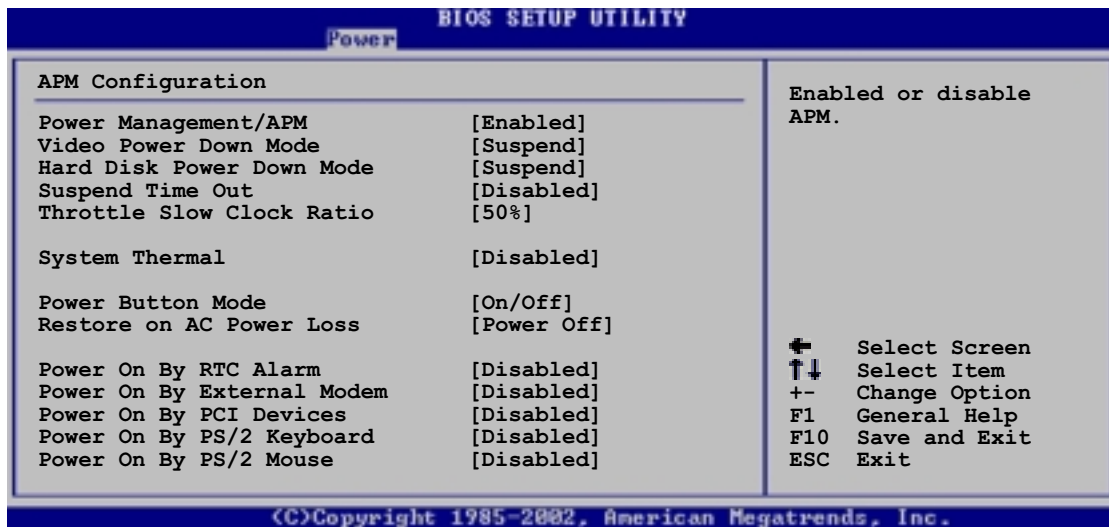 BIOS SETUP UTILITY
Power
APM Configuration
Power Management/APM [Enabled]
Video Power Down Mode [Suspend]
Hard Disk Power Down Mode [Suspend]
Suspend Time Out [Disabled]
Throttle Slow Clock Ratio [50%]
System Thermal [Disabled]
Power Button Mode [On/Off]
Restore on AC Power Loss [Power Off]
Power On By RTC Alarm [Disabled]
Power On By External Modem [Disabled]
Power On By PCI Devices [Disabled]
Power On By PS/2 Keyboard [Disabled]
Power On By PS/2 Mouse [Disabled]
Enabled or disable
APM.
← Select Screen
↑↓ Select Item
+- Change Option
F1 General Help
F10 Save and Exit
ESC Exit
(C)Copyright 1985-2002, American Megatrends, Inc.